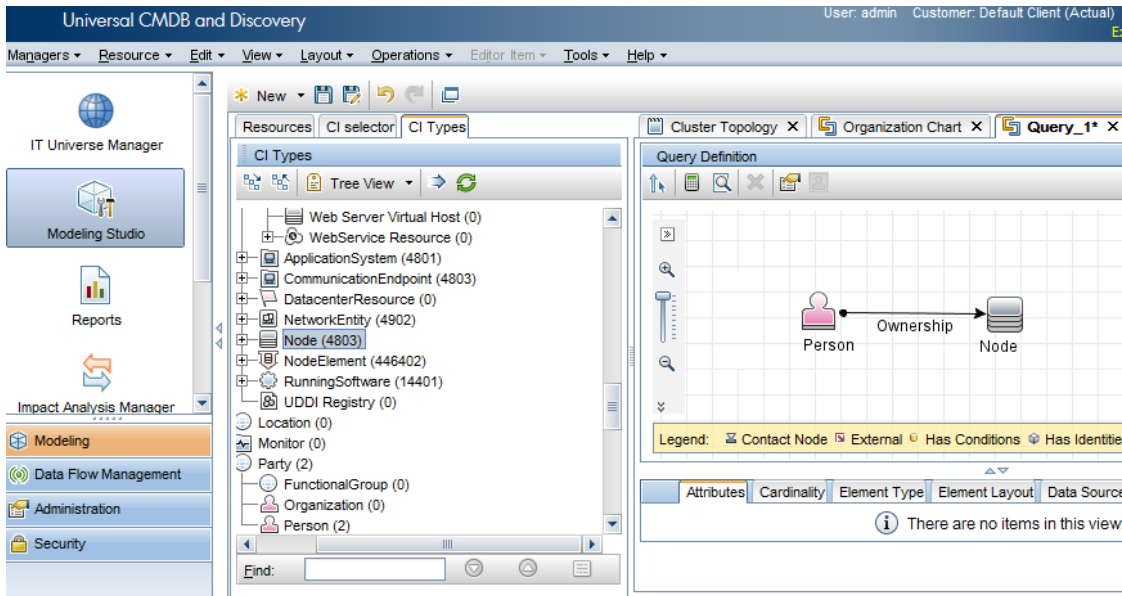 Universal CMDB and Discovery
User: admin Customer: Default Client (Actual)
Managers Resource Edit View Layout Operations Editor Item Tools Help
IT Universe Manager
Modeling Studio
Reports
Impact Analysis Manager
Modeling
Data Flow Management
Administration
Security
New
Resources CI selector CI Types
CI Types
Tree View
Web Server Virtual Host (0)
WebService Resource (0)
ApplicationSystem (4801)
CommunicationEndpoint (4803)
DatacenterResource (0)
NetworkEntity (4902)
Node (4803)
NodeElement (446402)
RunningSoftware (14401)
UDDI Registry (0)
Location (0)
Monitor (0)
Party (2)
FunctionalGroup (0)
Organization (0)
Person (2)
Find:
Cluster Topology X Organization Chart X Query_1* X
Query Definition
Ownership
Person Node
Legend: Contact Node External Has Conditions Has Identifie
Attributes Cardinality Element Type Element Layout Data Source
There are no items in this view